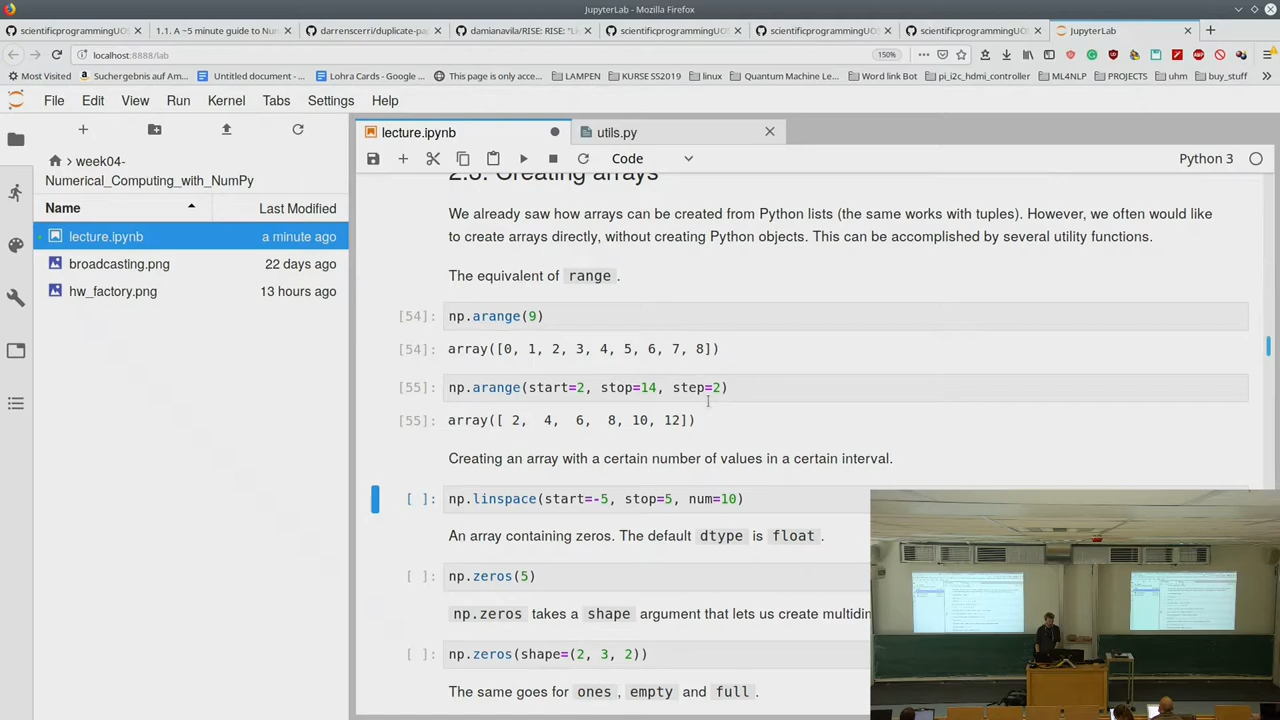 JupyterLab - Mozilla Firefox
scientificprogrammingUOS
1.1. A ~5 minute guide to Num
darrenscerri/duplicate-pa
damianavila/RISE: RISE: "Li
scientificprogrammingUOS
scientificprogrammingUOS
scientificprogrammingUOS
JupyterLab
localhost:8888/lab
150%
Most Visited
Suchergebnis auf Am...
Untitled document - ...
Lohra Cards - Google ...
This page is only acce...
LAMPEN
KURSE SS2019
linux
Quantum Machine Le...
Word link Bot
pi_i2c_hdmi_controller
ML4NLP
PROJECTS
uhm
buy_stuff
File Edit View Run Kernel Tabs Settings Help
lecture.ipynb
utils.py
Code
Python 3
week04-
Numerical_Computing_with_NumPy
Name Last Modified
lecture.ipynb a minute ago
broadcasting.png 22 days ago
hw_factory.png 13 hours ago
2.3. Creating arrays
We already saw how arrays can be created from Python lists (the same works with tuples). However, we often would like
to create arrays directly, without creating Python objects. This can be accomplished by several utility functions.
The equivalent of range .
[54]: np.arange(9)
[54]: array([0, 1, 2, 3, 4, 5, 6, 7, 8])
[55]: np.arange(start=2, stop=14, step=2)
[55]: array([ 2, 4, 6, 8, 10, 12])
Creating an array with a certain number of values in a certain interval.
[ ]: np.linspace(start=-5, stop=5, num=10)
An array containing zeros. The default dtype is float .
[ ]: np.zeros(5)
np.zeros takes a shape argument that lets us create multidin
[ ]: np.zeros(shape=(2, 3, 2))
The same goes for ones , empty and full .